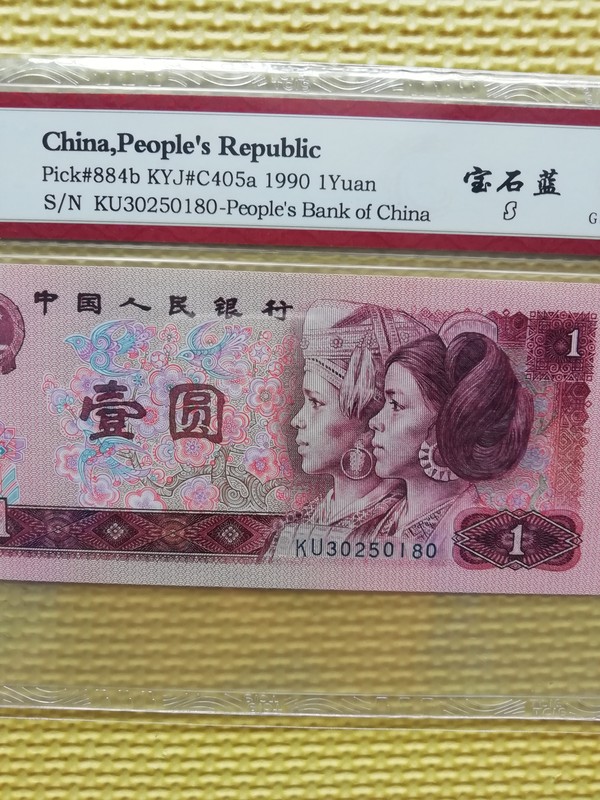 China,People's Republic
Pick#884b KYJ#C405a 1990 1Yuan
S/N KU30250180-People's Bank of China
宝石蓝
G
中国人民银行
1
壹圆
KU30250180
1
1